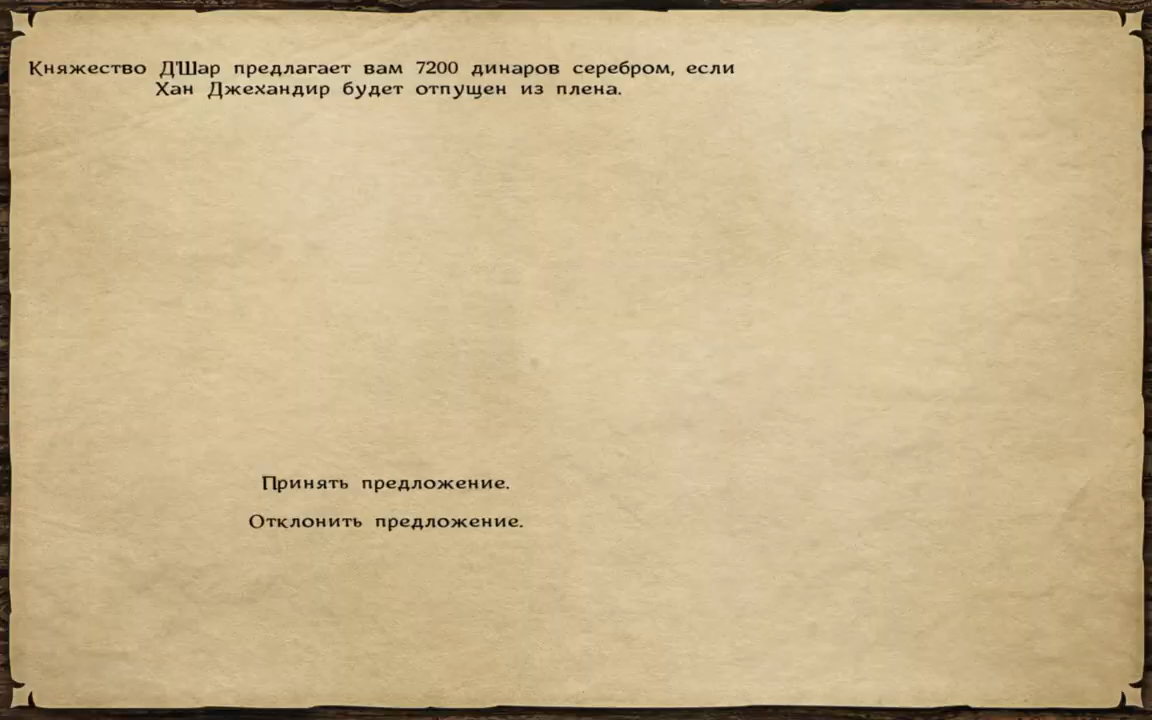 Княжество Д'Шар предлагает вам 7200 динаров серебром, если
Хан Джехандир будет отпущен из плена.
Принять предложение.
Отклонить предложение.